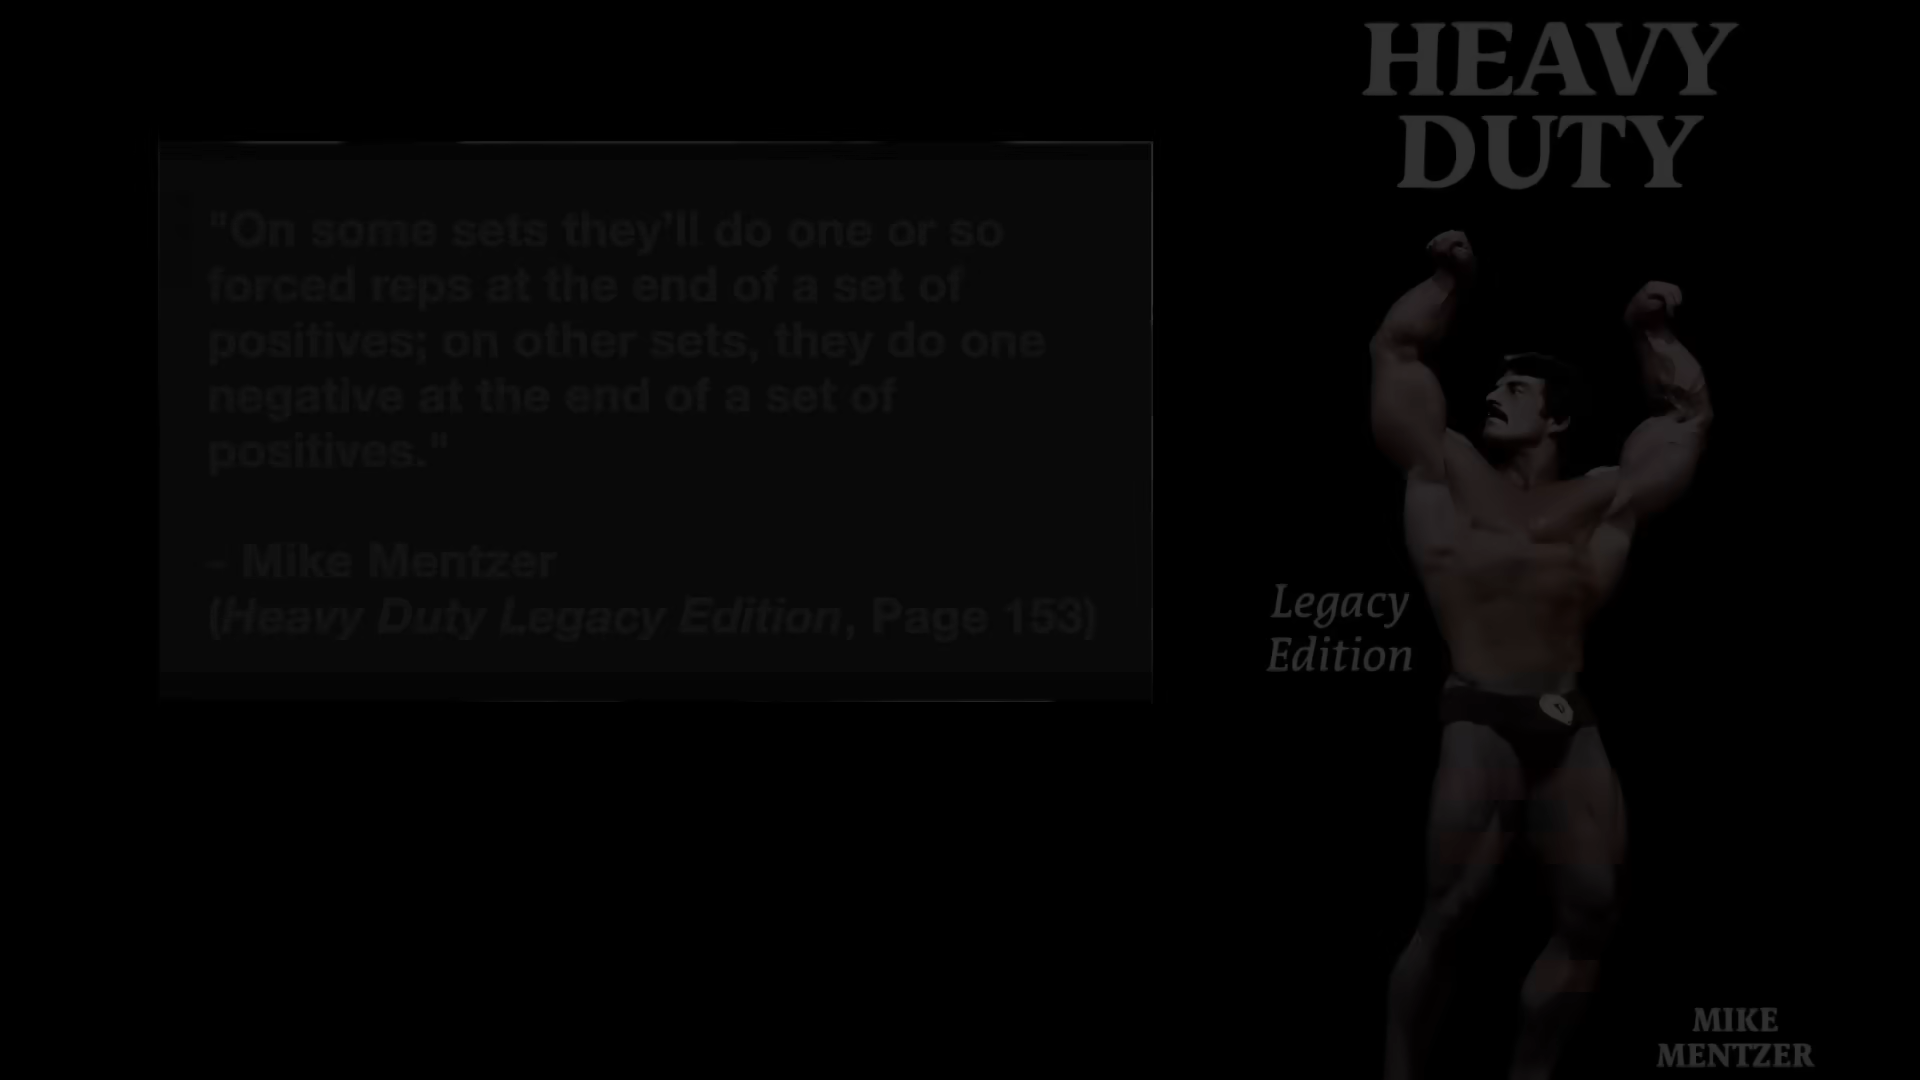 "On some sets they'll do one or so
forced reps at the end of a set of
positives; on other sets, they do one
negative at the end of a set of
positives."
– Mike Mentzer
(Heavy Duty Legacy Edition, Page 153)
HEAVY
DUTY
Legacy
Edition
MIKE
MENTZER